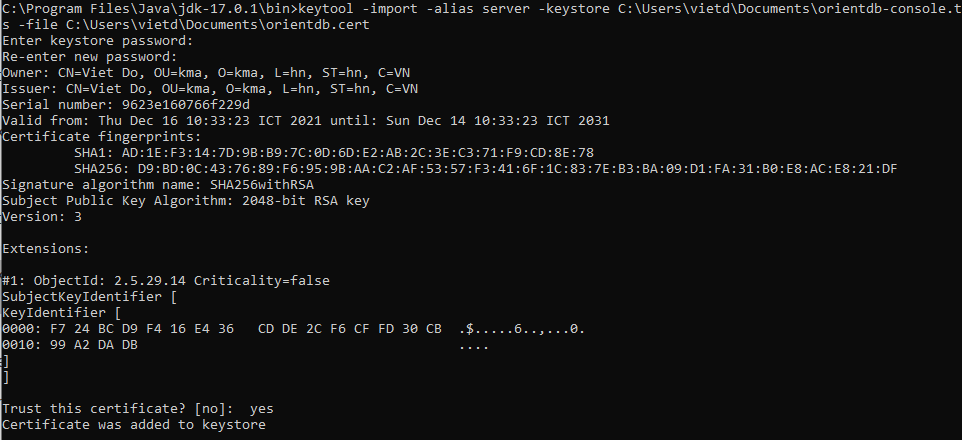 C:\Program Files\Java\jdk-17.0.1\bin>keytool -import -alias server -keystore C:\Users\vietd\Documents\orientdb-console.t
s -file C:\Users\vietd\Documents\orientdb.cert
Enter keystore password:
Re-enter new password:
Owner: CN=Viet Do, OU=kma, O=kma, L=hn, ST=hn, C=VN
Issuer: CN=Viet Do, OU=kma, O=kma, L=hn, ST=hn, C=VN
Serial number: 9623e160766f229d
Valid from: Thu Dec 16 10:33:23 ICT 2021 until: Sun Dec 14 10:33:23 ICT 2031
Certificate fingerprints:
         SHA1: AD:1E:F3:14:7D:9B:B9:7C:0D:6D:E2:AB:2C:3E:C3:71:F9:CD:8E:78
         SHA256: D9:BD:0C:43:76:89:F6:95:9B:AA:C2:AF:53:57:F3:41:6F:1C:83:7E:B3:BA:09:D1:FA:31:B0:E8:AC:E8:21:DF
Signature algorithm name: SHA256withRSA
Subject Public Key Algorithm: 2048-bit RSA key
Version: 3

Extensions:

#1: ObjectId: 2.5.29.14 Criticality=false
SubjectKeyIdentifier [
KeyIdentifier [
0000: F7 24 BC D9 F4 16 E4 36   CD DE 2C F6 CF FD 30 CB  .$.....6..,...0.
0010: 99 A2 DA DB                                        ....
]
]

Trust this certificate? [no]:  yes
Certificate was added to keystore